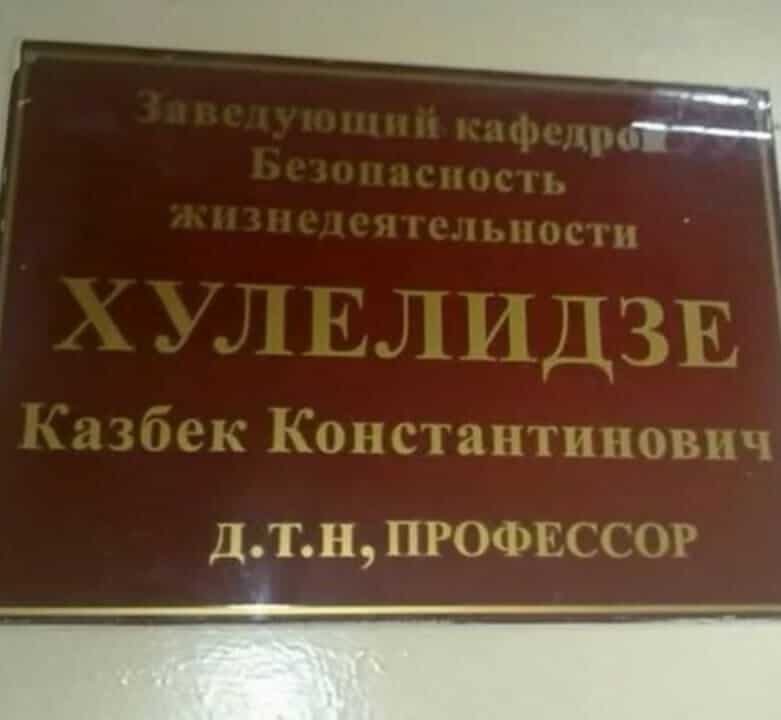 Заведующий кафедрой
Безопасность
жизнедеятельности
ХУЛЕЛИДЗЕ
Казбек Константинович
д.т.н, ПРОФЕССОР